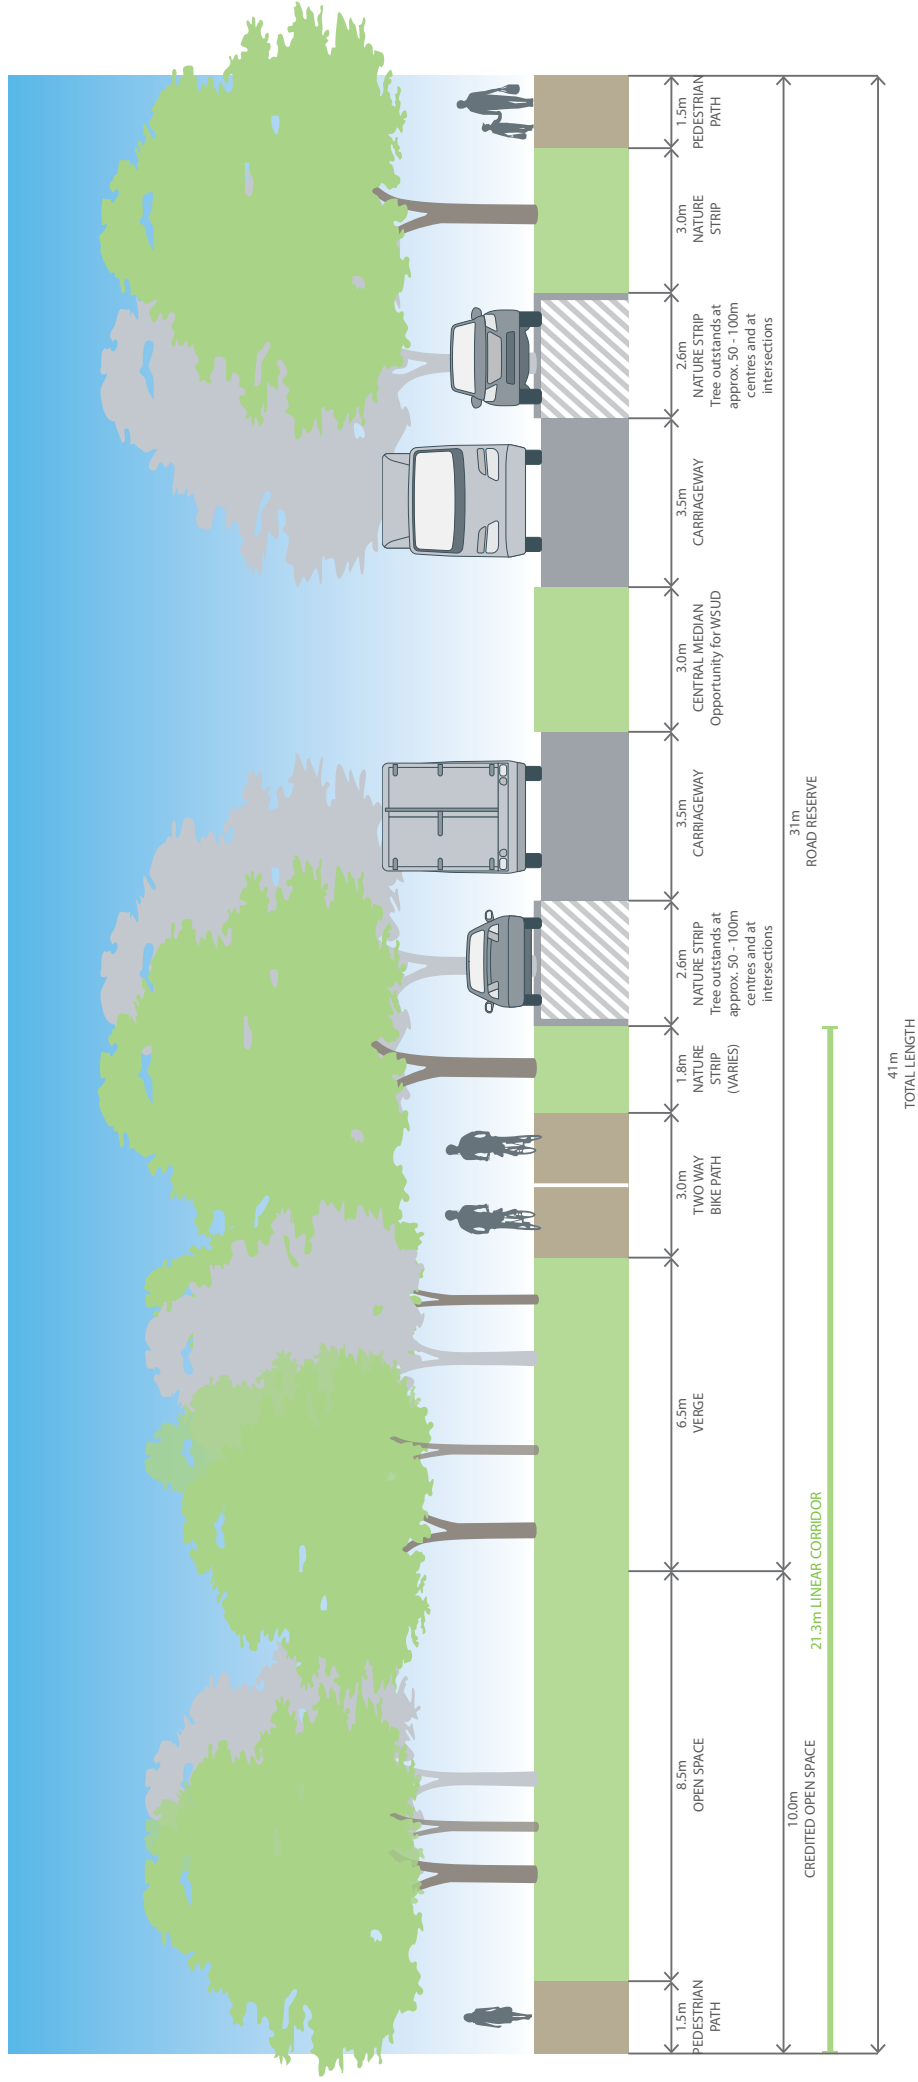 1.5m
PEDESTRIAN
PATH
8.5m
OPEN SPACE
6.5m
VERGE
3.0m
TWO WAY
BIKE PATH
1.8m
NATURE
STRIP
(VARIES)
2.6m
NATURE STRIP
Tree outstands at
approx. 50 - 100m
centres and at
intersections
3.5m
CARRIAGEWAY
3.0m
CENTRAL MEDIAN
Opportunity for WSUD
3.5m
CARRIAGEWAY
2.6m
NATURE STRIP
Tree outstands at
approx. 50 - 100m
centres and at
intersections
3.0m
NATURE
STRIP
1.5m
PEDESTRIAN
PATH
10.0m
CREDITED OPEN SPACE
31m
ROAD RESERVE
21.3m LINEAR CORRIDOR
41m
TOTAL LENGTH